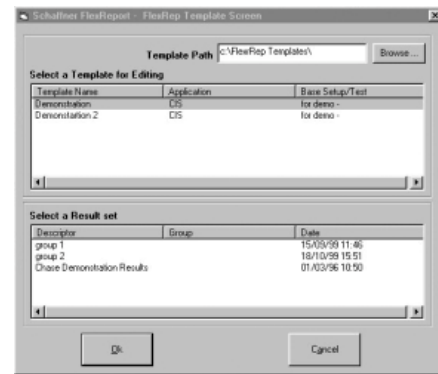 Schaffner FlexReport - FlexRep Template Screen
Template Path c:\FlexRep Templates\ Browse...
Select a Template for Editing
Template Name Application Base Setup/Test
Demonstration CIS for demo -
Demonstartion 2 CIS for demo -
Select a Result set
Descriptor Group Date
group 1 15/09/99 11:46
group 2 18/10/99 15:51
Chase Demonstration Results 01/03/96 10:50
Ok Cancel